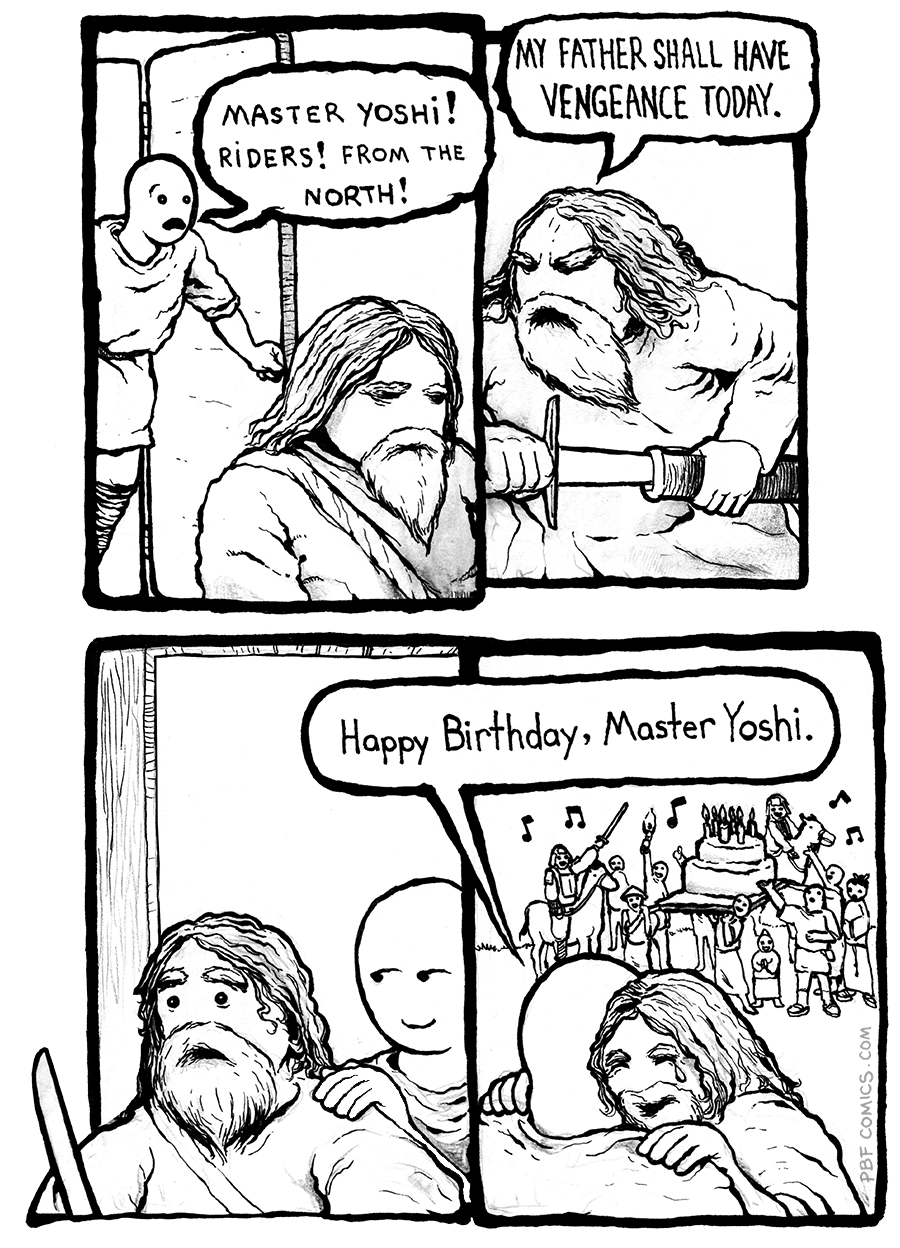 MASTER YOSHi!
RiDERS! FROM THE
NORTH!
MY FATHER SHALL HAVE
VENGEANCE TODAY.
Happy Birthday, Master Yoshi.
PBF COMICS.COM